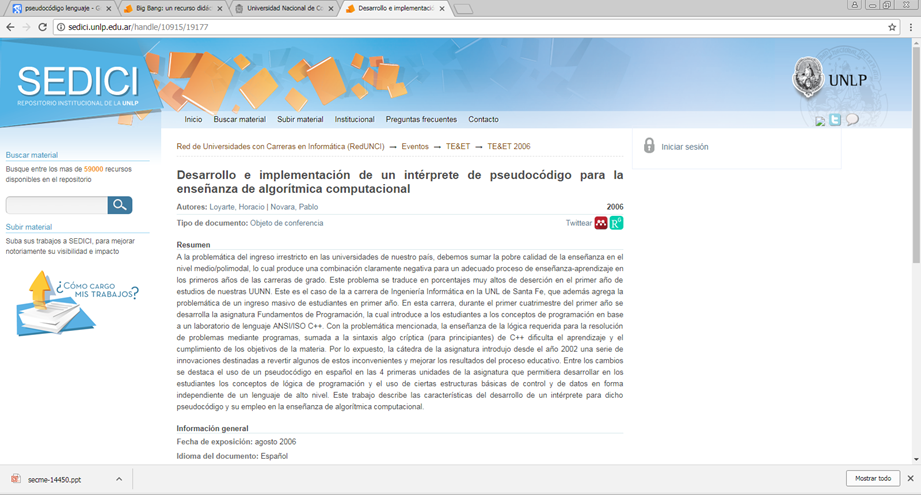 pseudocódigo lenguaje - G
Big Bang: un recurso didác
Universidad Nacional de C
Desarrollo e implementaci
sedici.unlp.edu.ar/handle/10915/19177
SEDICI
REPOSITORIO INSTITUCIONAL DE LA UNLP
UNLP
Inicio Buscar material Subir material Institucional Preguntas frecuentes Contacto
Buscar material
Busque entre los mas de 59000 recursos
disponibles en el repositorio
Subir material
Suba sus trabajos a SEDICI, para mejorar
notoriamente su visibilidad e impacto
¿CÓMO CARGO
MIS TRABAJOS?
Red de Universidades con Carreras en Informática (RedUNCI) → Eventos → TE&ET → TE&ET 2006
Iniciar sesión
Desarrollo e implementación de un intérprete de pseudocódigo para la
enseñanza de algorítmica computacional
Autores: Loyarte, Horacio | Novara, Pablo 2006
Tipo de documento: Objeto de conferencia Twittear
Resumen
A la problemática del ingreso irrestricto en las universidades de nuestro país, debemos sumar la pobre calidad de la enseñanza en el
nivel medio/polimodal, lo cual produce una combinación claramente negativa para un adecuado proceso de enseñanza-aprendizaje en
los primeros años de las carreras de grado. Este problema se traduce en porcentajes muy altos de deserción en el primer año de
estudios de nuestras UUNN. Este es el caso de la a carrera de Ingeniería Informática en la UNL de Santa Fe, que además agrega la
problemática de un ingreso masivo de estudiantes en primer año. En esta carrera, durante el primer cuatrimestre del primer año se
desarrolla la asignatura Fundamentos de Programación, la cual introduce a los estudiantes a los conceptos de programación en base
a un laboratorio de lenguaje ANSI/ISO C++. Con la problemática mencionada, la enseñanza de la lógica requerida para la resolución
de problemas mediante programas, sumada a la sintaxis algo críptica (para principiantes) de C++ dificulta el aprendizaje y el
cumplimiento de los objetivos de la materia. Por lo expuesto, la cátedra de la asignatura introdujo desde el año 2002 una serie de
innovaciones destinadas a revertir algunos de estos inconvenientes y mejorar los resultados del proceso educativo. Entre los cambios
se destaca el uso de un pseudocódigo en español en las 4 primeras unidades de la asignatura que permitiera desarrollar en los
estudiantes los conceptos de lógica de programación y el uso de ciertas estructuras básicas de control y de datos en forma
independiente de un lenguaje de alto nivel. Este trabajo describe las características del desarrollo de un intérprete para dicho
pseudocódigo y su empleo en la enseñanza de algorítmica computacional.
Información general
Fecha de exposición: agosto 2006
Idioma del documento: Español
secme-14450.ppt
Mostrar todo